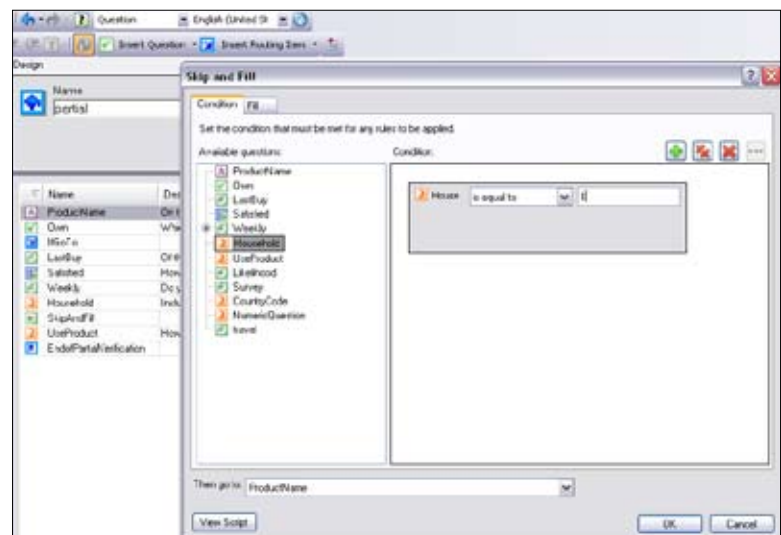 Question English (United St
Insert Question Insert Routing Item
Design
Name
partial
Name
ProductName
Own
IfGoTo
LastBuy
Satisfied
Weekly
Household
SkipAndFill
UseProduct
EndofPartialVerification
Skip and Fill
Condition Fill
Set the condition that must be met for any rules to be applied.
Available questions: Condition:
ProductName
Own
LastBuy
Satisfied
Weekly
Household
UseProduct
Likelihood
Survey
CountryCode
NumericQuestion
travel
House is equal to
Then go to: ProductName
View Script OK Cancel